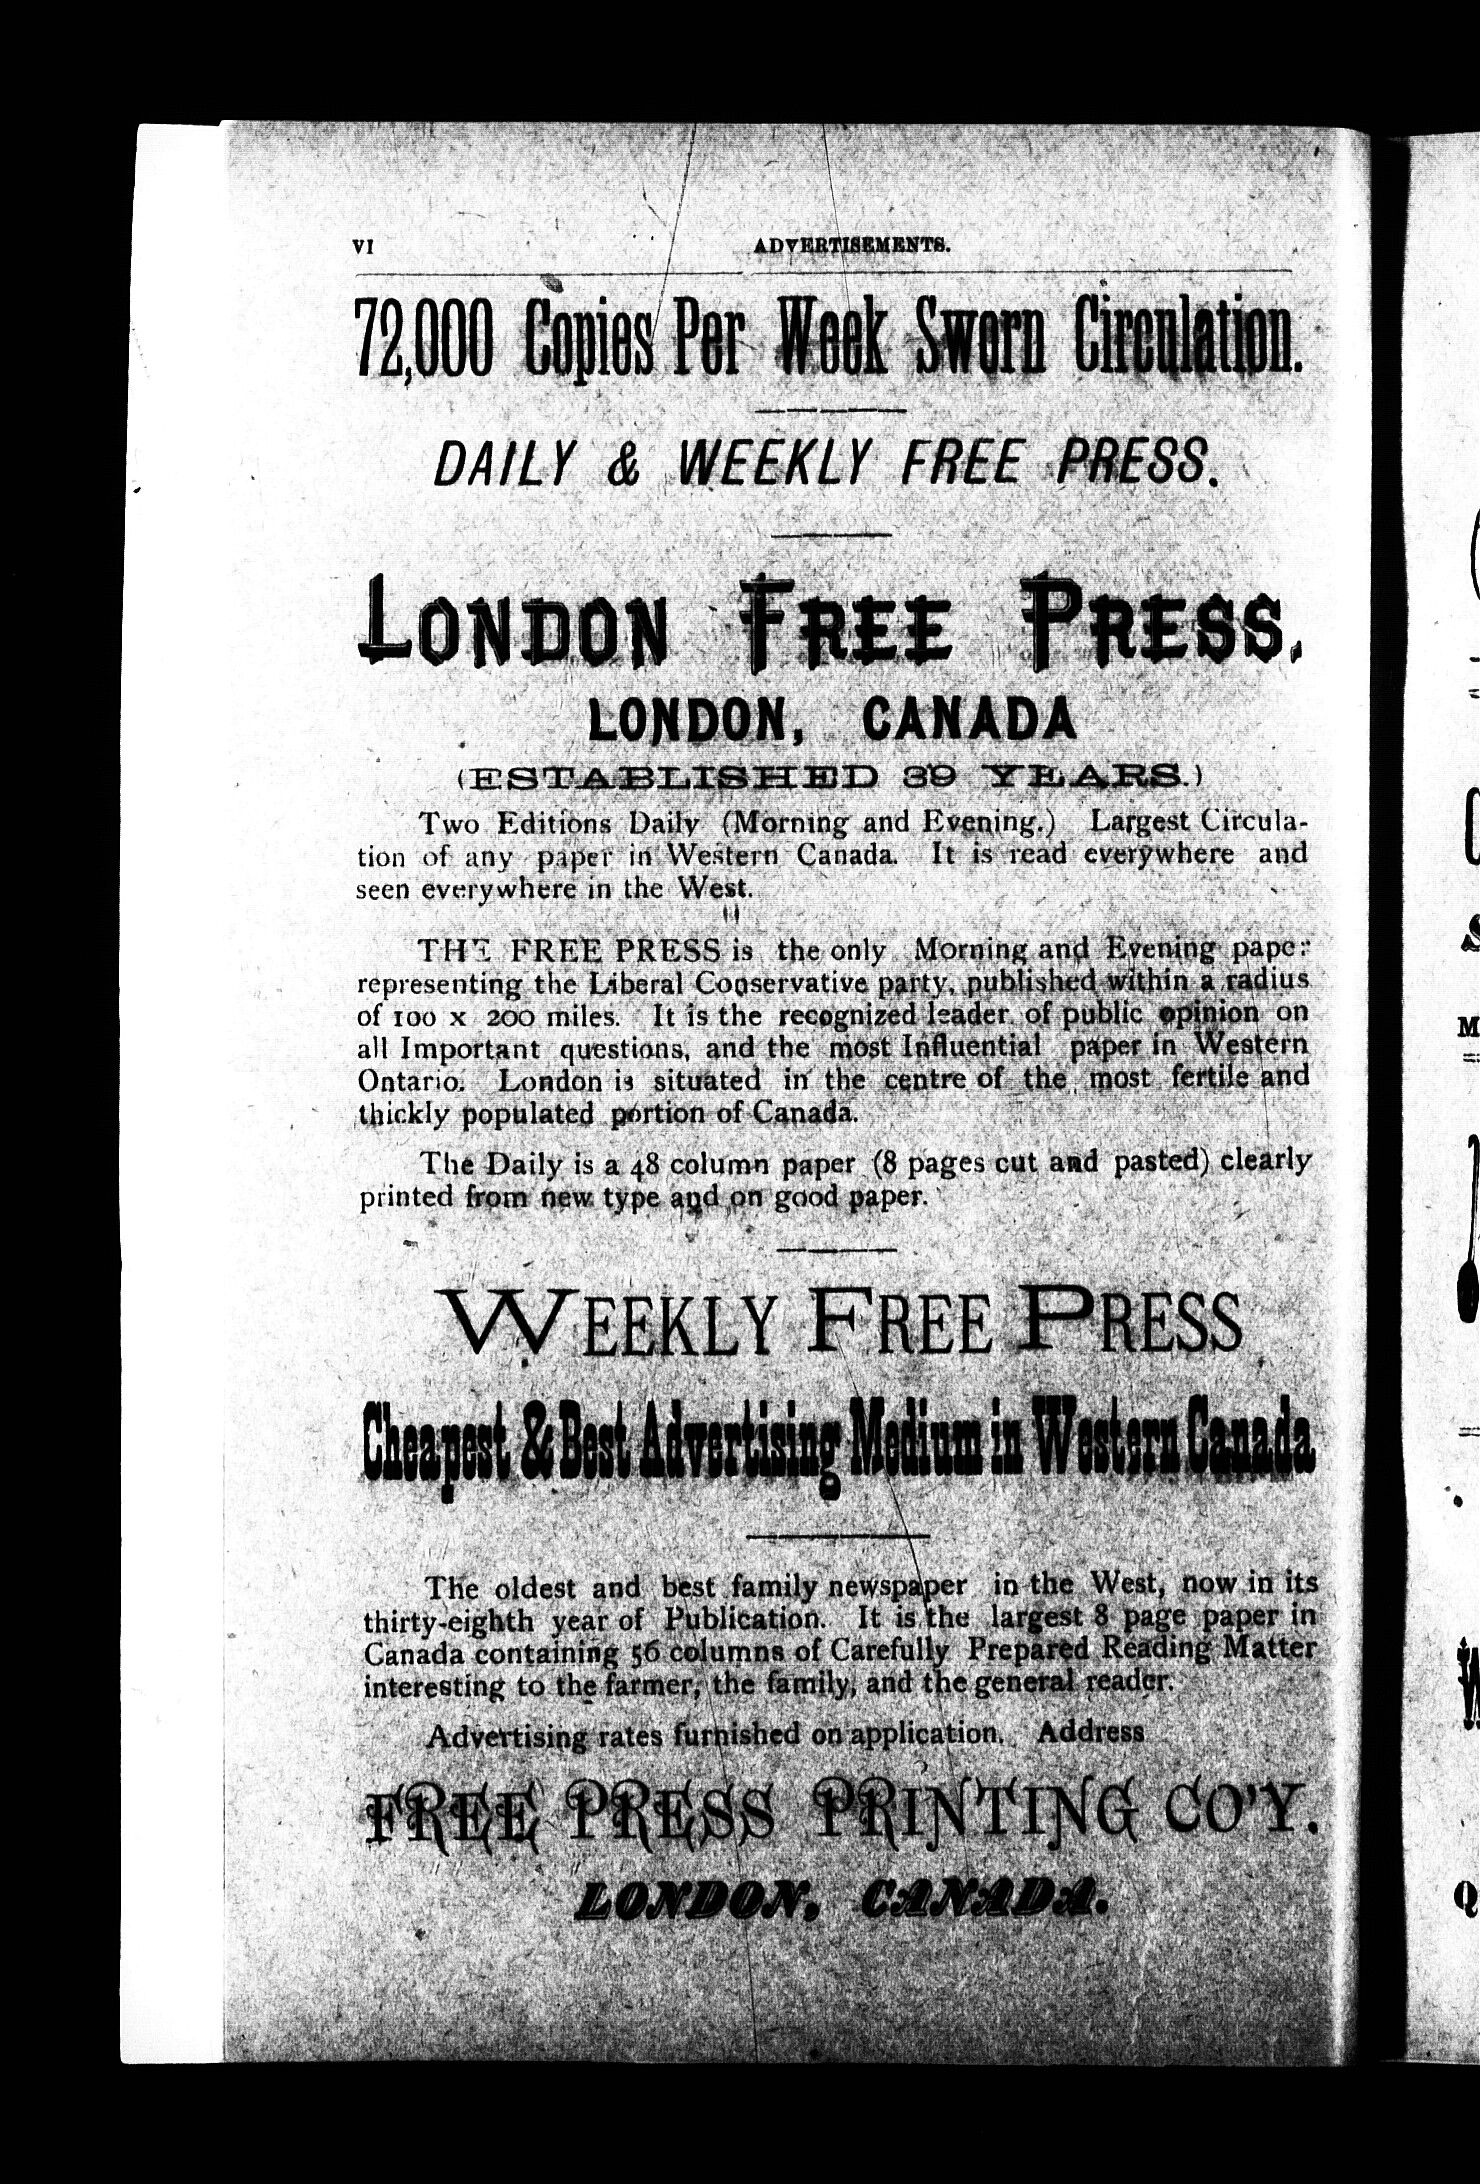 VI ADVERTISEMENTS.
72,000 Copies Per Week Sworn Circulation.
DAILY & WEEKLY FREE PRESS.
LONDON FREE PRESS,
LONDON, CANADA
(ESTABLISHED 39 YEARS.)
Two Editions Daily (Morning and Evening.) Largest Circula-
tion of any paper in Western Canada. It is read everywhere and
seen everywhere in the West.
THE FREE PRESS is the only Morning and Evening paper
representing the Liberal Conservative party, published within a radius
of 100 x 200 miles. It is the recognized leader of public opinion on
all Important questions, and the most Influential paper in Western
Ontario. London is situated in the centre of the most fertile and
thickly populated portion of Canada.
The Daily is a 48 column paper (8 pages cut and pasted) clearly
printed from new type and on good paper.
WEEKLY FREE PRESS
Cheapest & Best Advertising Medium in Western Canada
The oldest and best family newspaper in the West, now in its
thirty-eighth year of Publication. It is the largest 8 page paper in
Canada containing 56 columns of Carefully Prepared Reading Matter
interesting to the farmer, the family, and the general reader.
Advertising rates furnished on application. Address
FREE PRESS PRINTING CO'Y.
LONDON, CANADA.